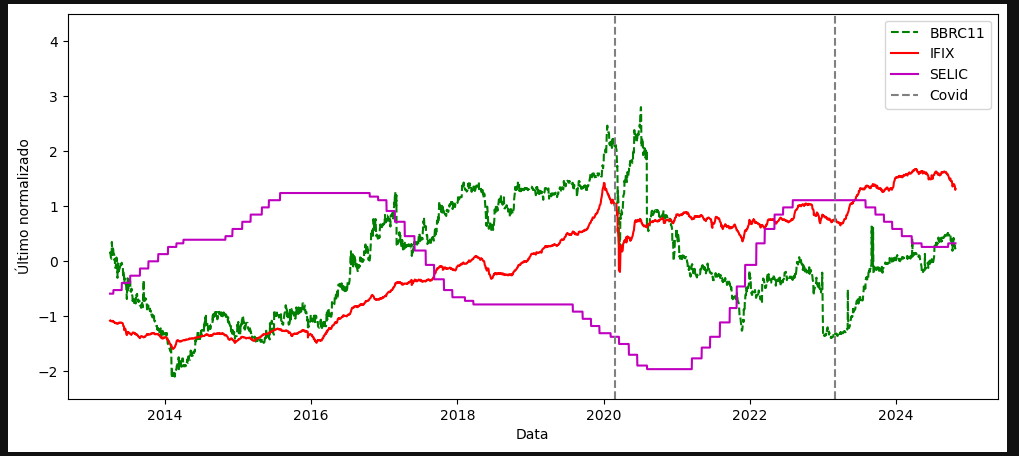 4
3
2
1
0
−1
−2
Último normalizado
BBRC11
IFIX
SELIC
Covid
2014 2016 2018 2020 2022 2024
Data